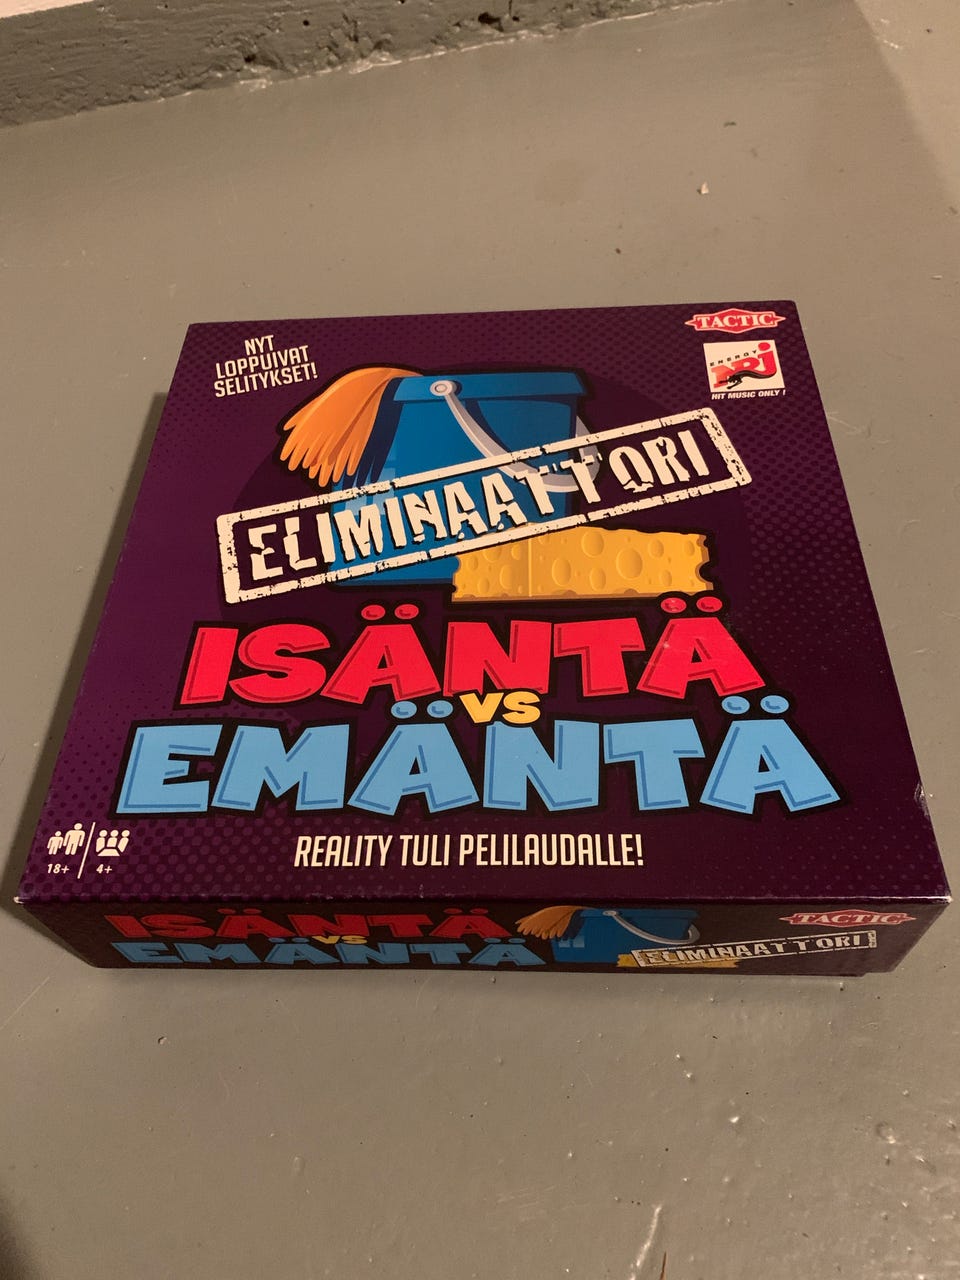 NYT
LOPPUIVAT
SELITYKSET!
TACTIC
ENERGY
NRJ
HIT MUSIC ONLY!
ELIMINAATTORI
ISÄNTÄ
VS
EMÄNTÄ
REALITY TULI PELILAUDALLE!
18+
4+
ISÄNTÄ
VS
EMÄNTÄ
ELIMINAATTORI
TACTIC